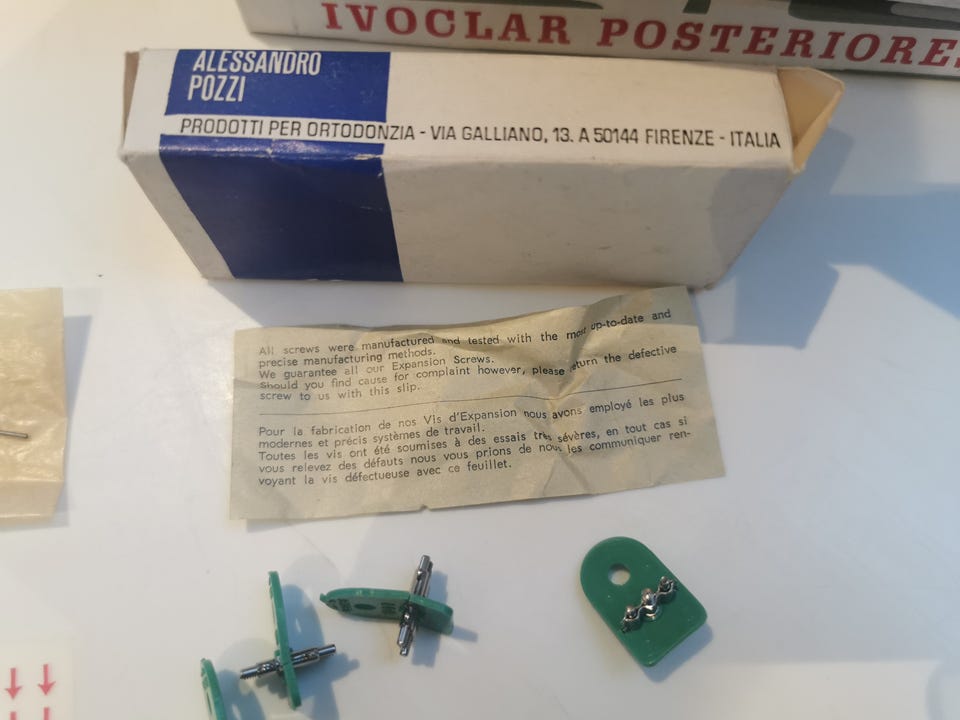 IVOCLAR POSTERIORES
ALESSANDRO
POZZI
PRODOTTI PER ORTODONZIA - VIA GALLIANO, 13. A 50144 FIRENZE - ITALIA
All screws were manufactured and tested with the most up-to-date and
precise manufacturing methods.
We guarantee all our Expansion Screws.
Should you find cause for complaint however, please return the defective
screw to us with this slip.
Pour la fabrication de nos Vis d'Expansion nous avons employé les plus
modernes et précis systèmes de travail.
Toutes les vis ont été soumises à des essais très sévères, en tout cas si
vous relevez des défauts nous vous prions de nous les communiquer ren-
voyant la vis défectueuse avec ce feuillet.